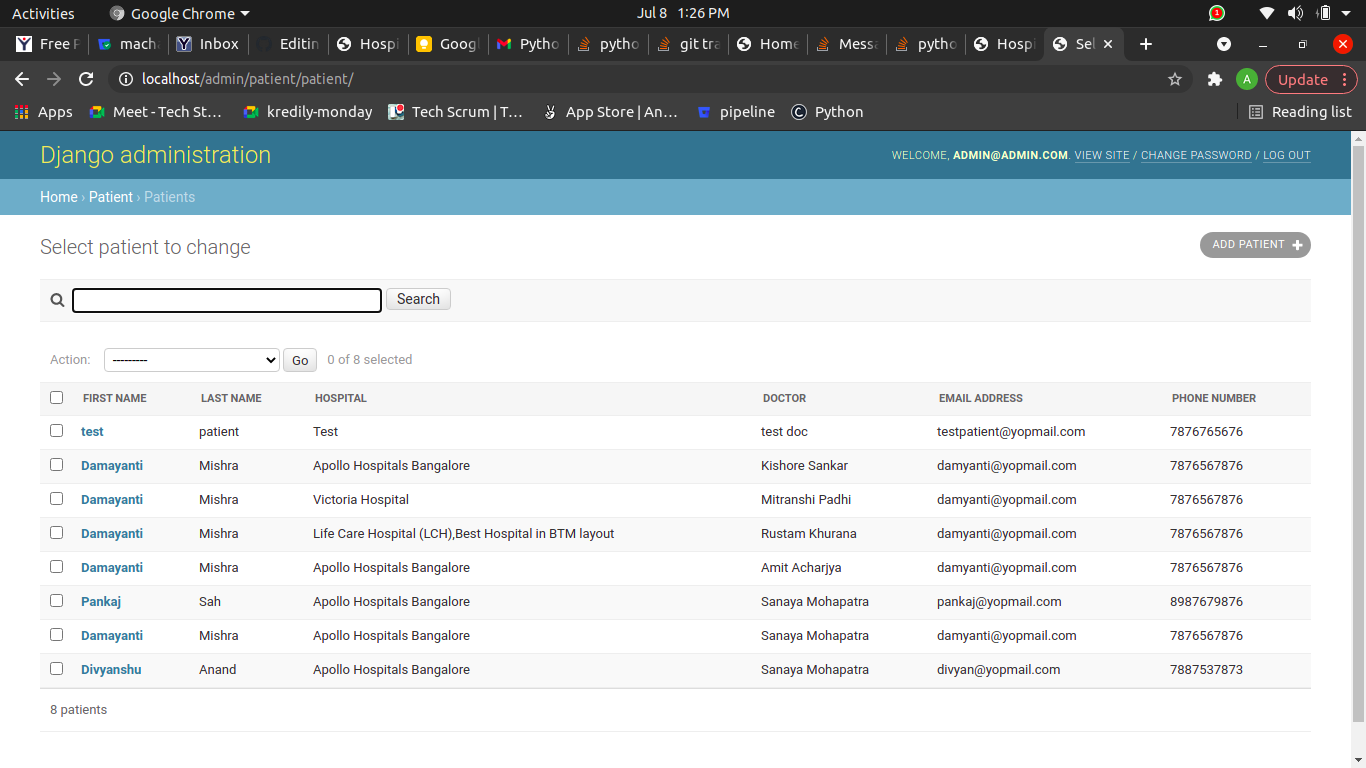 Activities Google Chrome Jul 8 1:26 PM 1
Free P mach Inbox Editin Hospi Goog Pytho pytho git tra Home Messa pytho Hospi Sel
localhost/admin/patient/patient/ A Update
Apps Meet - Tech St... kredily-monday Tech Scrum | T... App Store | An... pipeline Python Reading list
Django administration WELCOME, ADMIN@ADMIN.COM. VIEW SITE / CHANGE PASSWORD / LOG OUT
Home › Patient › Patients
Select patient to change ADD PATIENT +
Search
Action: --------- Go 0 of 8 selected
FIRST NAME LAST NAME HOSPITAL DOCTOR EMAIL ADDRESS PHONE NUMBER
test patient Test test doc testpatient@yopmail.com 7876765676
Damayanti Mishra Apollo Hospitals Bangalore Kishore Sankar damyanti@yopmail.com 7876567876
Damayanti Mishra Victoria Hospital Mitranshi Padhi damyanti@yopmail.com 7876567876
Damayanti Mishra Life Care Hospital (LCH),Best Hospital in BTM layout Rustam Khurana damyanti@yopmail.com 7876567876
Damayanti Mishra Apollo Hospitals Bangalore Amit Acharjya damyanti@yopmail.com 7876567876
Pankaj Sah Apollo Hospitals Bangalore Sanaya Mohapatra pankaj@yopmail.com 8987679876
Damayanti Mishra Apollo Hospitals Bangalore Sanaya Mohapatra damyanti@yopmail.com 7876567876
Divyanshu Anand Apollo Hospitals Bangalore Sanaya Mohapatra divyan@yopmail.com 7887537873
8 patients